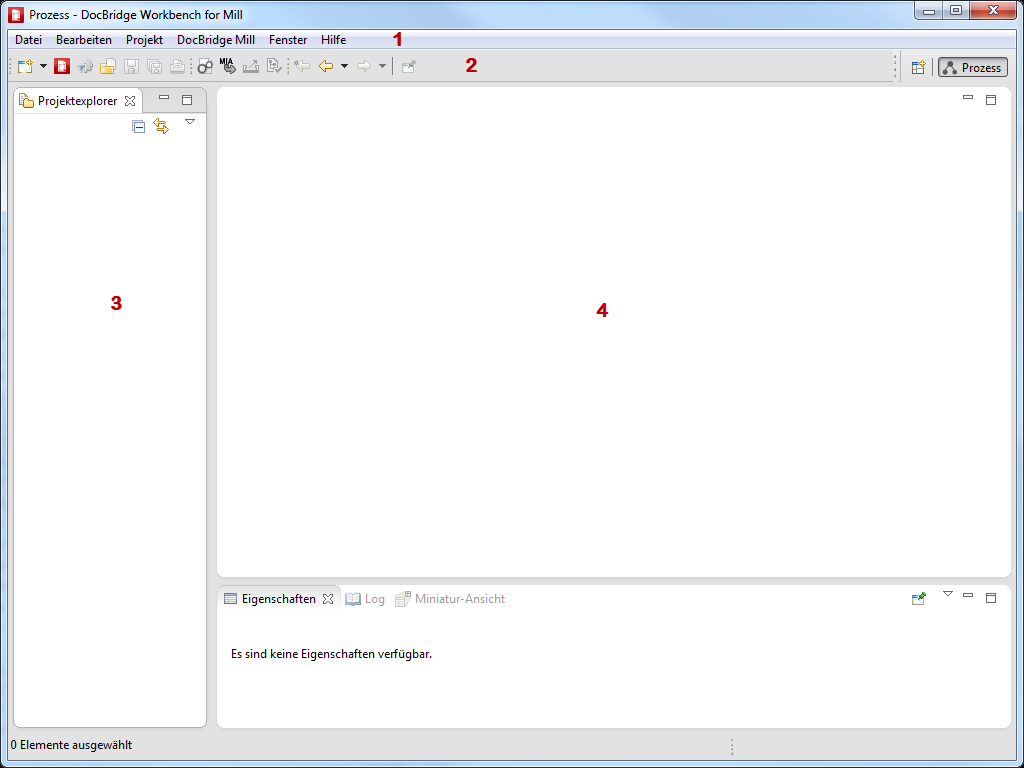 Prozess - DocBridge Workbench for Mill
Datei Bearbeiten Projekt DocBridge Mill Fenster Hilfe 1
MIA 2 Prozess
Projektexplorer
3
4
Eigenschaften Log Miniatur-Ansicht
Es sind keine Eigenschaften verfügbar.
0 Elemente ausgewählt